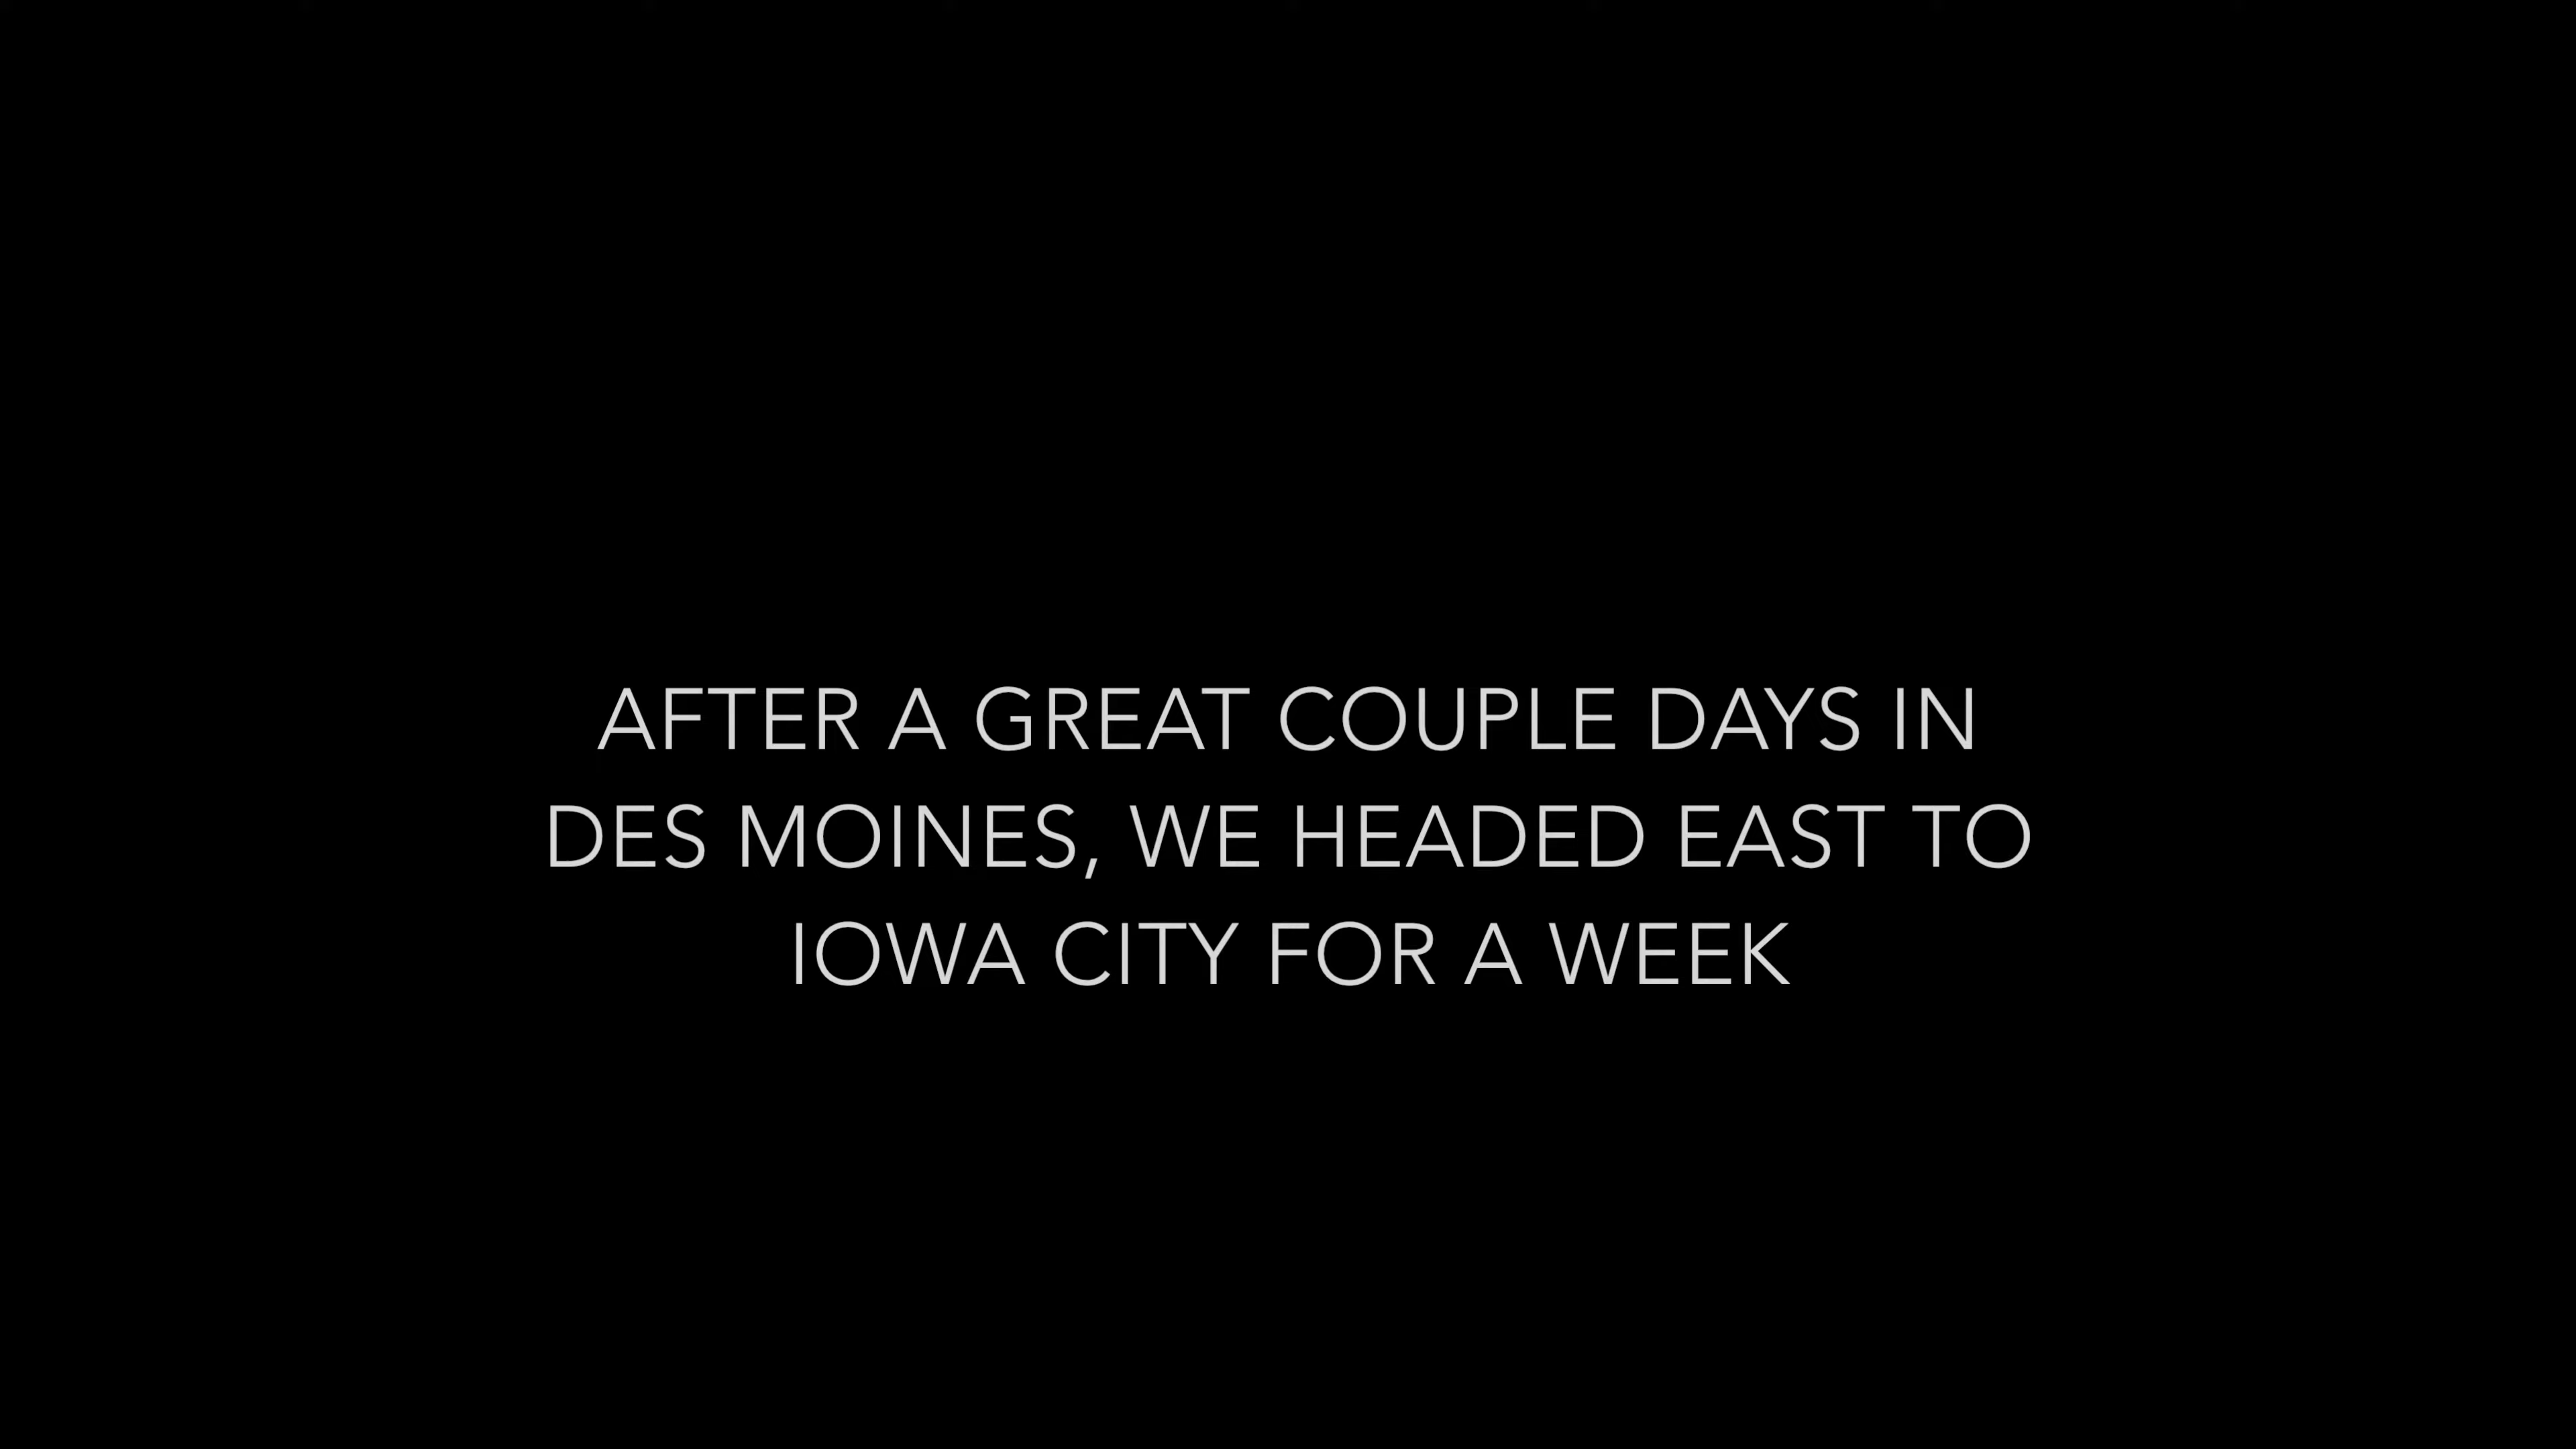 AFTER A GREAT COUPLE DAYS IN
DES MOINES, WE HEADED EAST TO
IOWA CITY FOR A WEEK